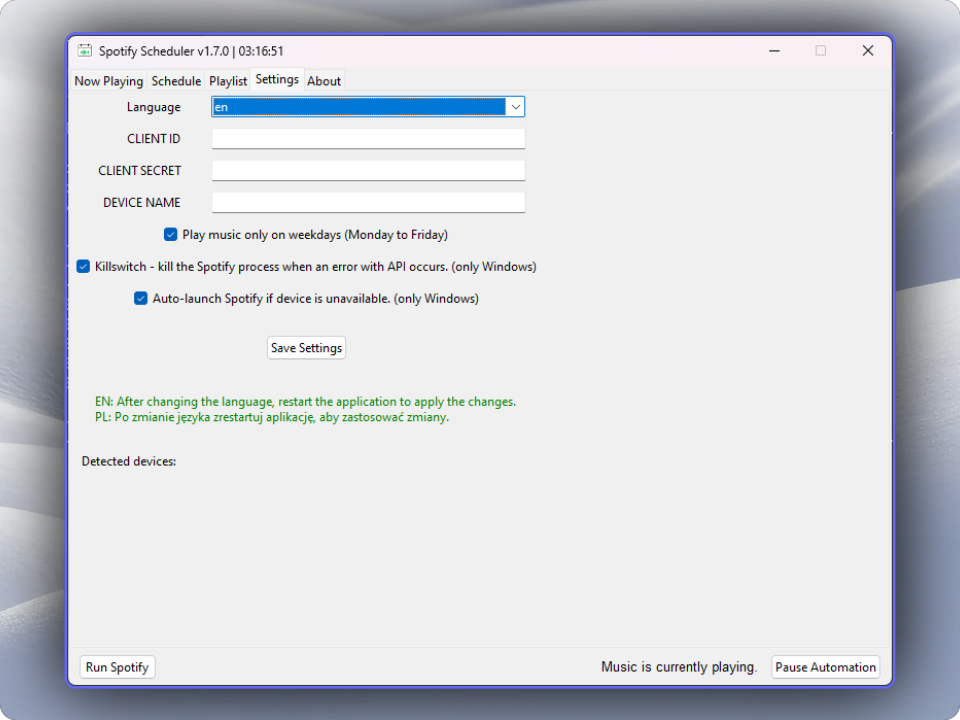 Spotify Scheduler v1.7.0 | 03:16:51
Now Playing Schedule Playlist Settings About
Language en
CLIENT ID
CLIENT SECRET
DEVICE NAME
Play music only on weekdays (Monday to Friday)
Killswitch - kill the Spotify process when an error with API occurs. (only Windows)
Auto-launch Spotify if device is unavailable. (only Windows)
Save Settings
EN: After changing the language, restart the application to apply the changes.
PL: Po zmianie języka zrestartuj aplikację, aby zastosować zmiany.
Detected devices:
Run Spotify Music is currently playing. Pause Automation